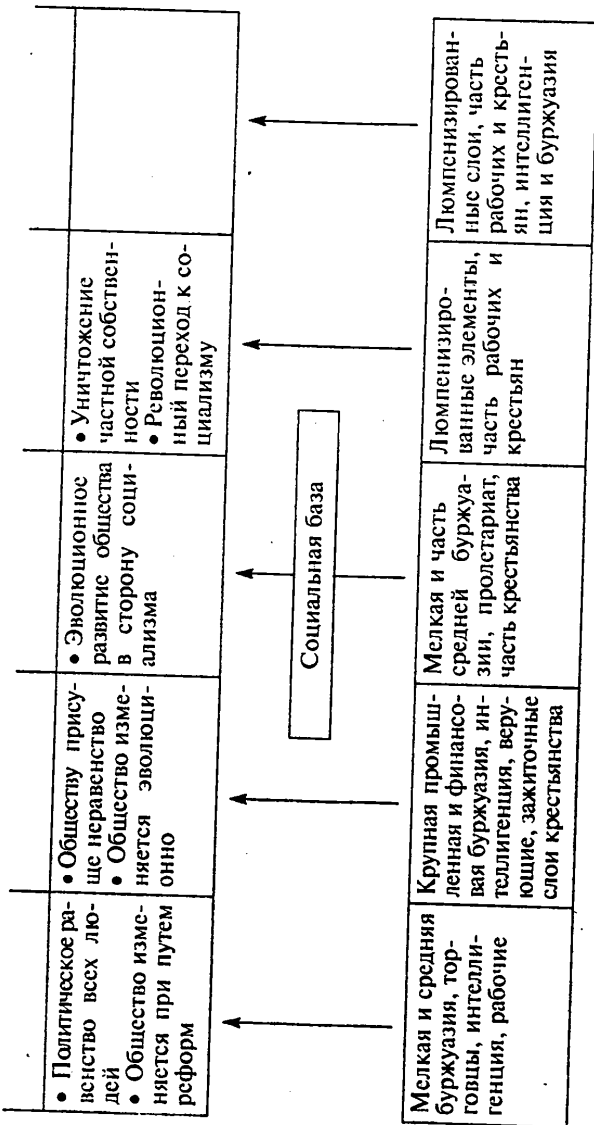 • Политическое ра-
венство всех лю-
дей
• Общество изме-
няется при путем
реформ
• Обществу прису-
ще неравенство
• Общество изме-
няется эволюци-
онно
• Эволюционное
развитие общества
в сторону соци-
ализма
• Уничтожение
частной собствен-
ности
• Революцион-
ный переход к со-
циализму
Социальная база
Мелкая и средняя
буржуазия, тор-
говцы, интелли-
генция, рабочие
Крупная промыш-
ленная и финансо-
вая буржуазия, ин-
теллигенция, веру-
ющие, зажиточные
слои крестьянства
Мелкая и часть
средней буржуа-
зии, пролетариат,
часть крестьянства
Люмпенизиро-
ванные элементы,
часть рабочих и
крестьян
Люмпенизирован-
ные слои, часть
рабочих и кресть-
ян, интеллиген-
ция и буржуазия